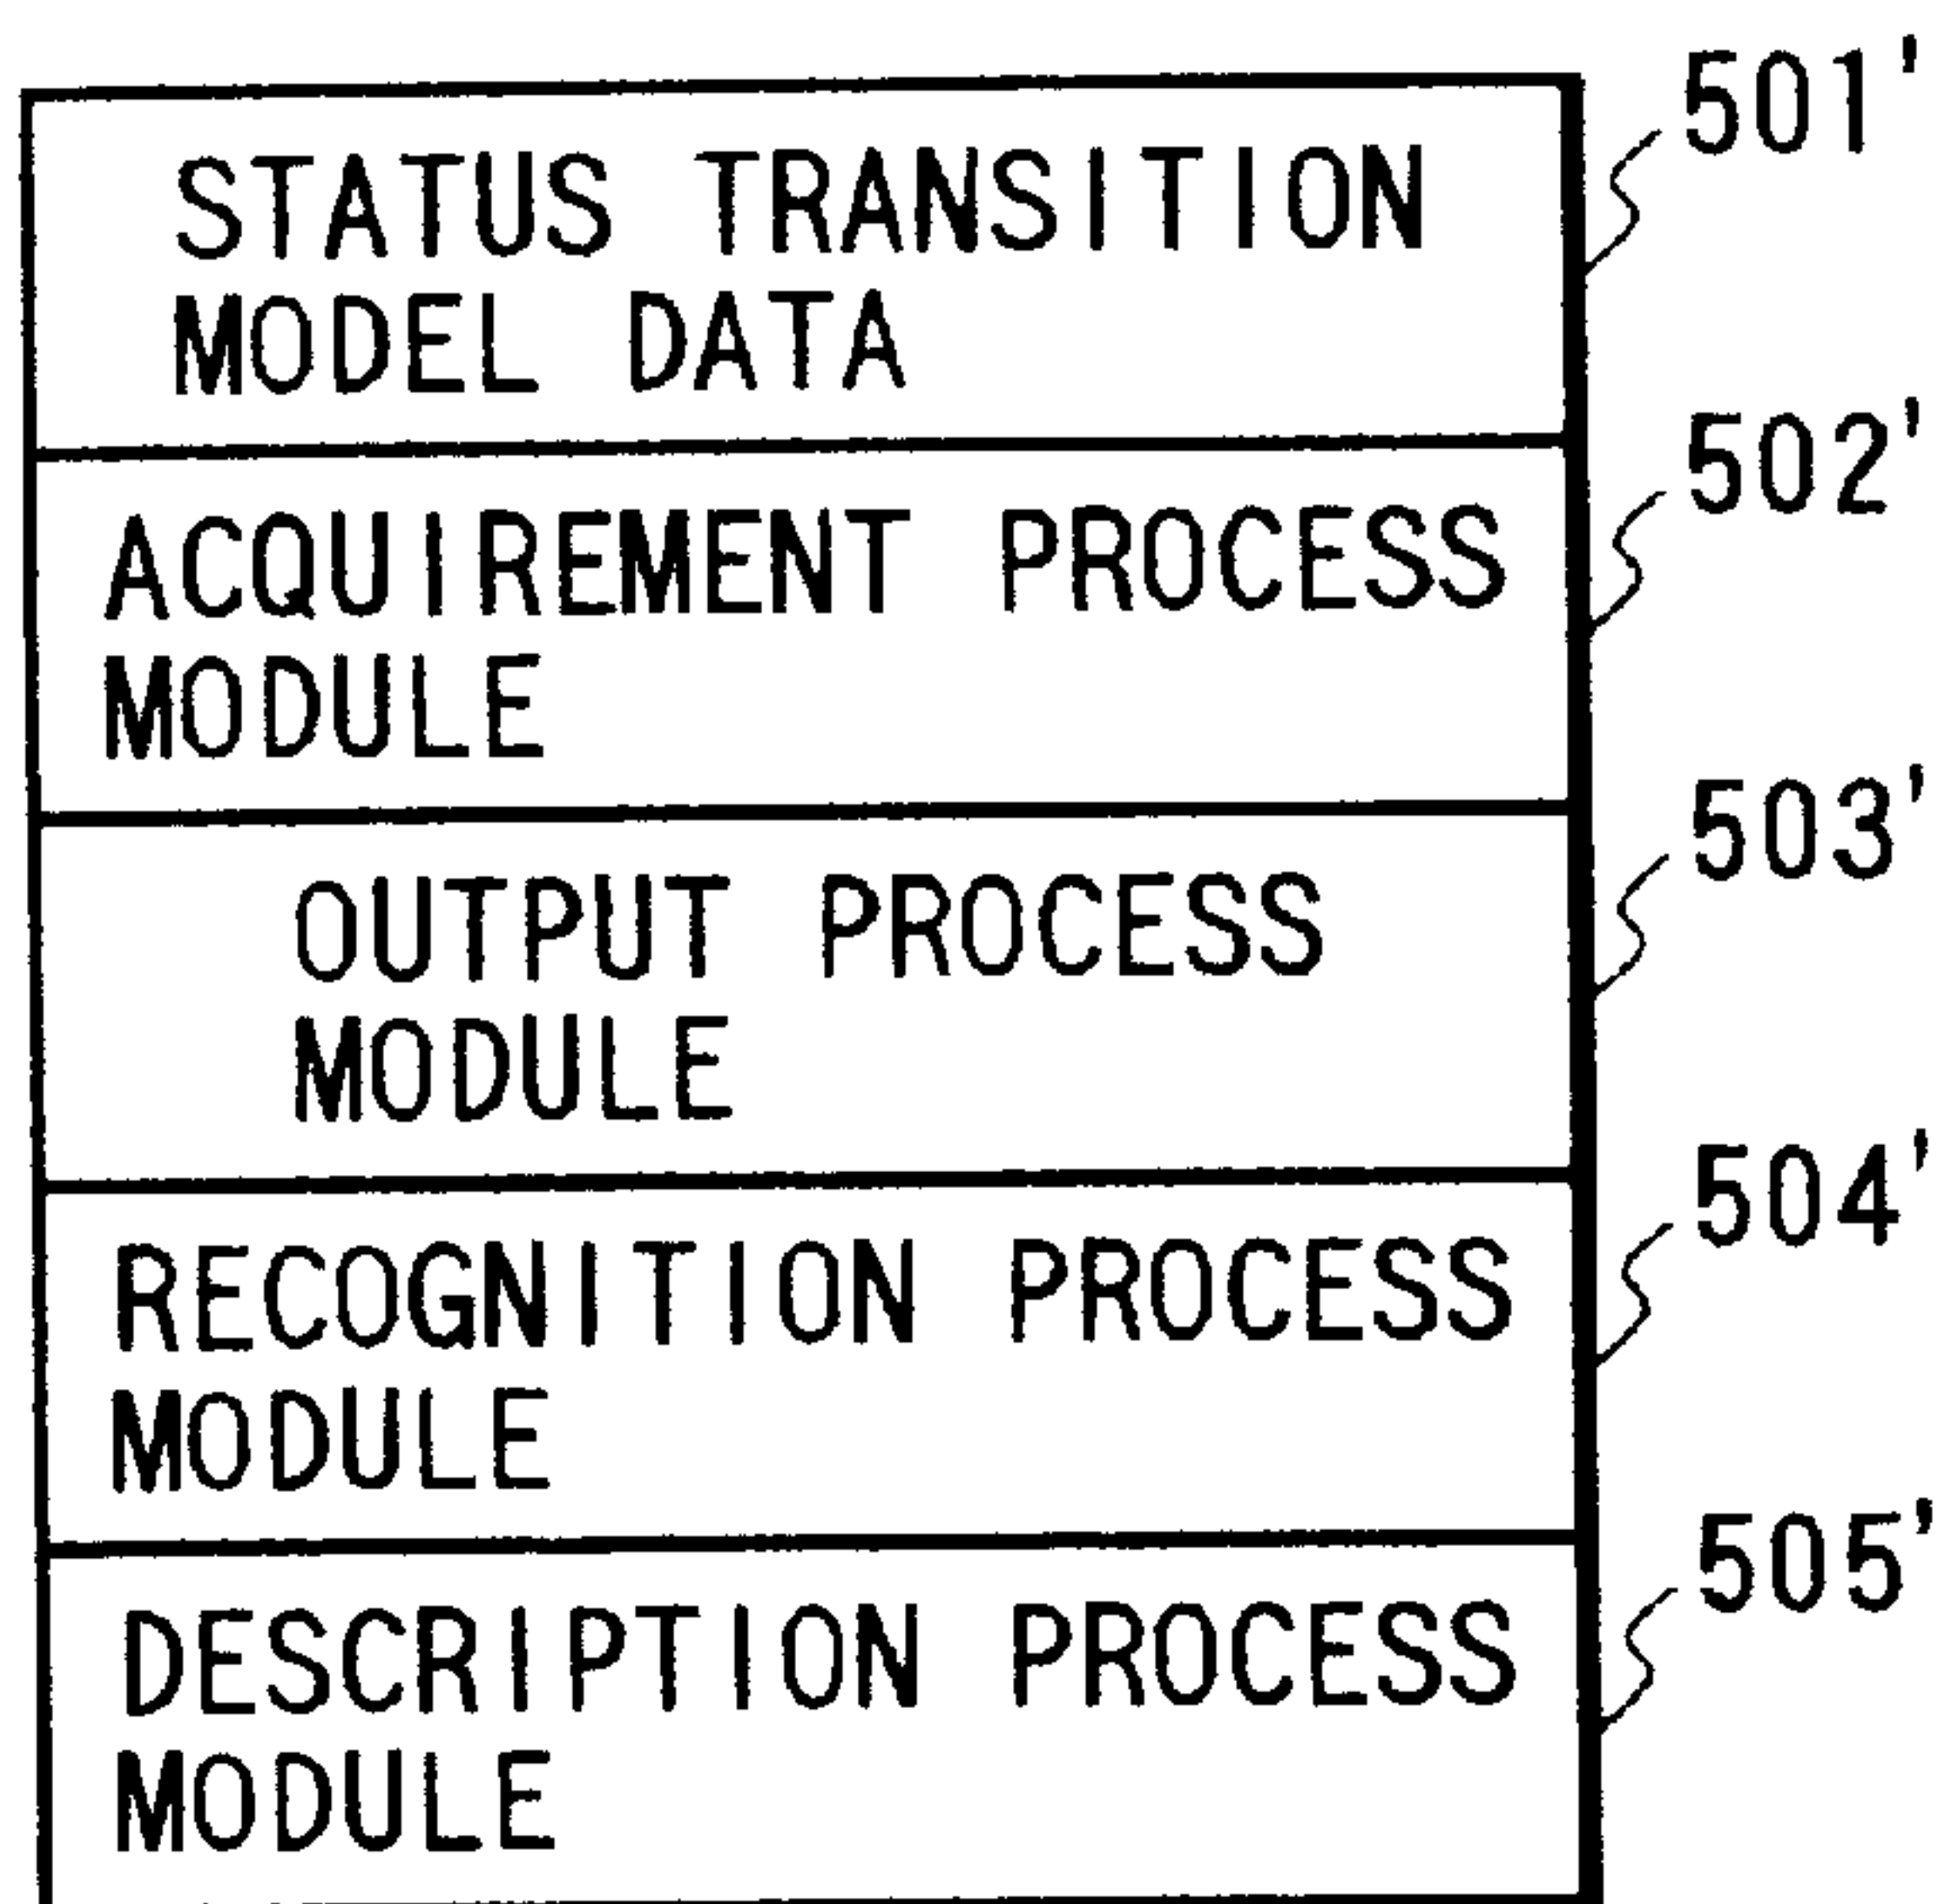 501'
STATUS TRANSITION
MODEL DATA
502'
ACQUIREMENT PROCESS
MODULE
503'
OUTPUT PROCESS
MODULE
504'
RECOGNITION PROCESS
MODULE
505'
DESCRIPTION PROCESS
MODULE